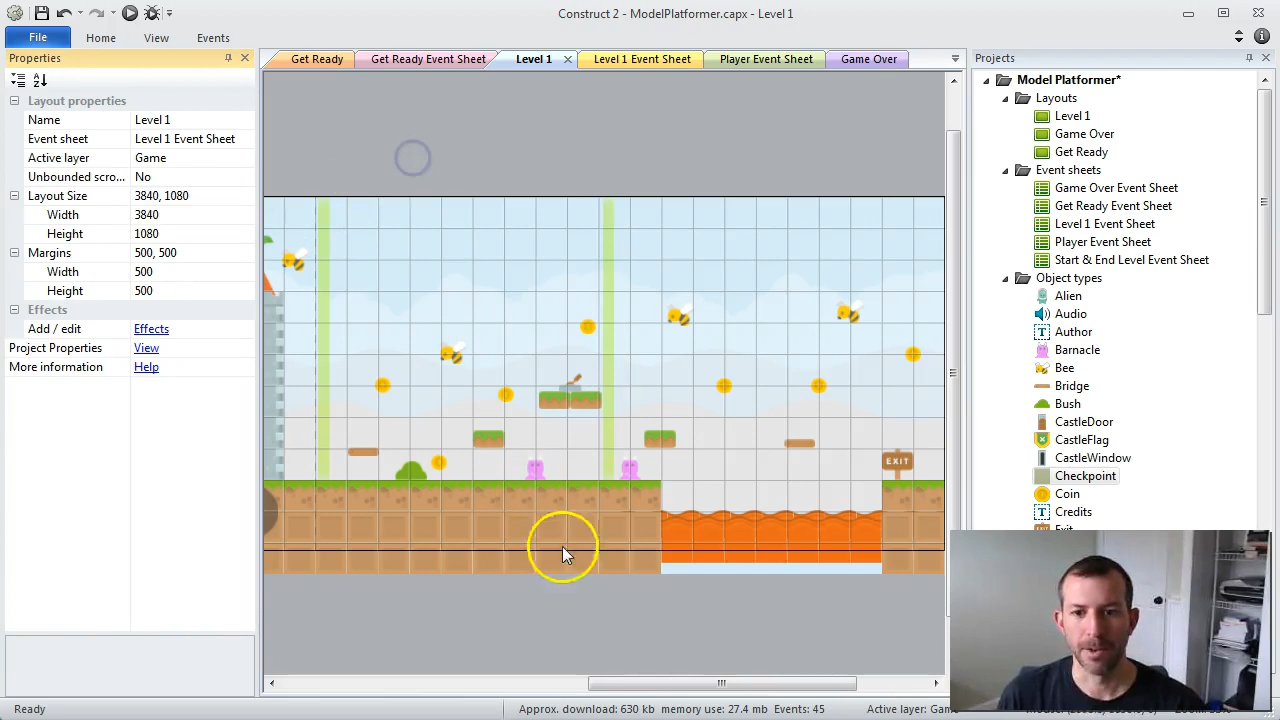 Construct 2 - ModelPlatformer.capx - Level 1
File
Home
View
Events
Properties
Layout properties
Name Level 1
Event sheet Level 1 Event Sheet
Active layer Game
Unbounded scro... No
Layout Size 3840, 1080
Width 3840
Height 1080
Margins 500, 500
Width 500
Height 500
Effects
Add / edit Effects
Project Properties View
More information Help
Get Ready
Get Ready Event Sheet
Level 1
Level 1 Event Sheet
Player Event Sheet
Game Over
EXIT
Projects
Model Platformer*
Layouts
Level 1
Game Over
Get Ready
Event sheets
Game Over Event Sheet
Get Ready Event Sheet
Level 1 Event Sheet
Player Event Sheet
Start & End Level Event Sheet
Object types
Alien
Audio
Author
Barnacle
Bee
Bridge
Bush
CastleDoor
CastleFlag
CastleWindow
Checkpoint
Coin
Credits
Ready
Approx. download: 630 kb
memory use: 27.4 mb
Events: 45
Active layer: